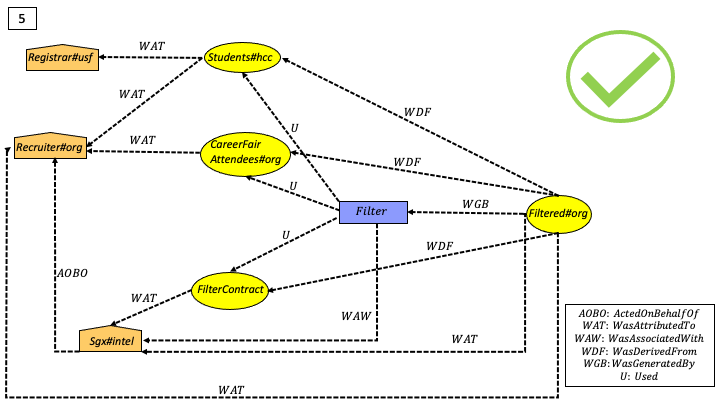 5
WAT
Registrar#usf
Students#hcc
WAT
WDF
U
Recruiter#org
WAT
CareerFair
Attendees#org
WDF
U
Filter
WGB
Filtered#org
U
WDF
AOBO
FilterContract
WAT
WAW
Sgx#intel
WAT
WAT
AOBO: ActedOnBehalfOf
WAT: WasAttributedTo
WAW: WasAssociatedWith
WDF: WasDerivedFrom
WGB:WasGeneratedBy
U: Used